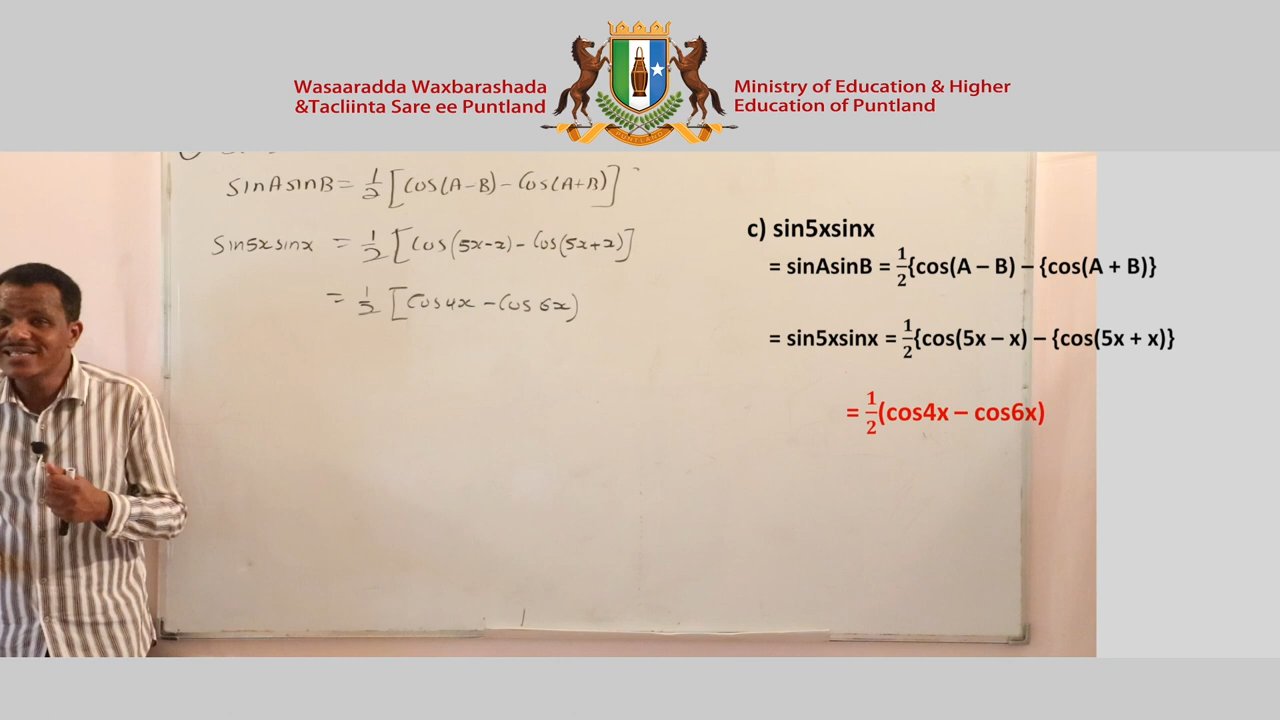 Wasaaradda Waxbarashada
&Tacliinta Sare ee Puntland
Ministry of Education & Higher
Education of Puntland
PUNTLAND
sinAsinB = 1/2 [cos(A-B) - cos(A+B)]
sin5xsinx = 1/2 [cos(5x-x) - cos(5x+x)]
= 1/2 [cos4x - cos6x)
c) sin5xsinx
= sinAsinB = 1/2{cos(A – B) – {cos(A + B)}
= sin5xsinx = 1/2{cos(5x – x) – {cos(5x + x)}
= 1/2(cos4x – cos6x)